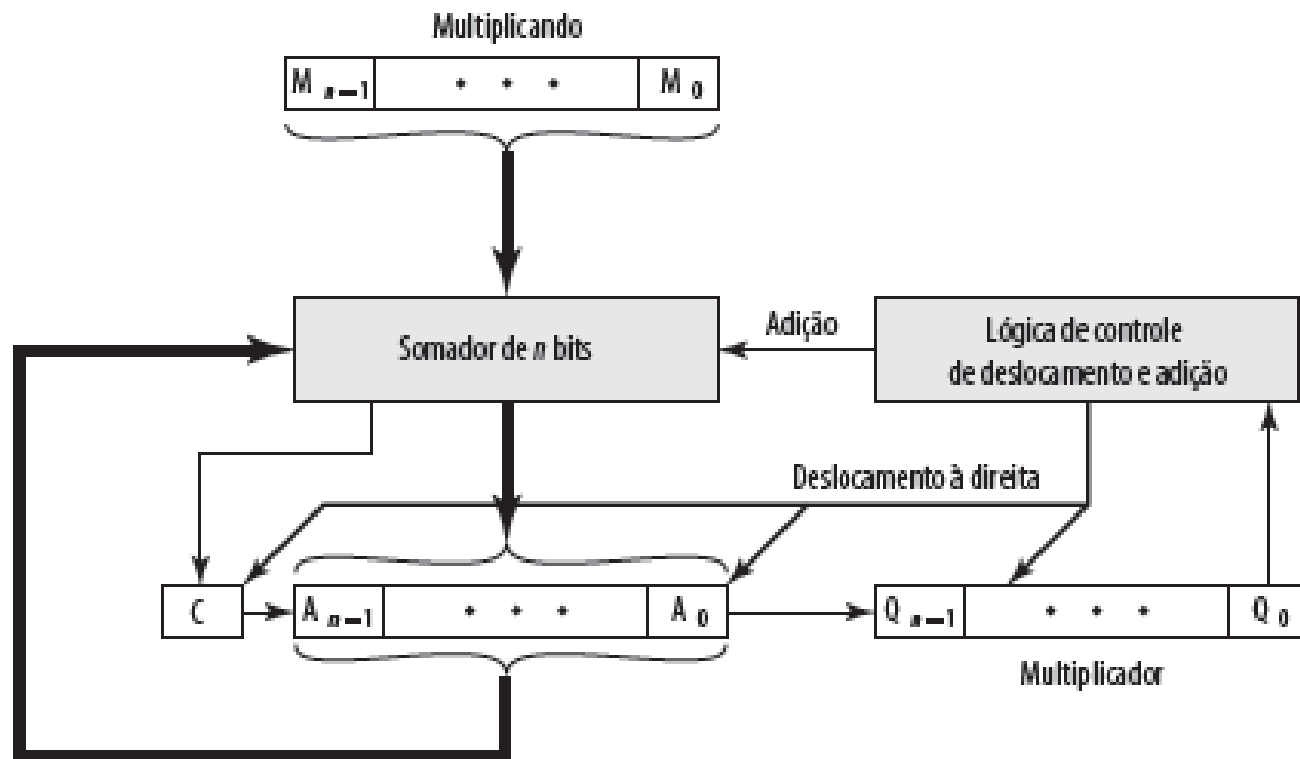 Multiplicando
M n−1 • • • M 0
Somador de n bits
Adição
Lógica de controle
de deslocamento e adição
Deslocamento à direita
C
A n−1 • • • A 0
Q n−1 • • • Q 0
Multiplicador